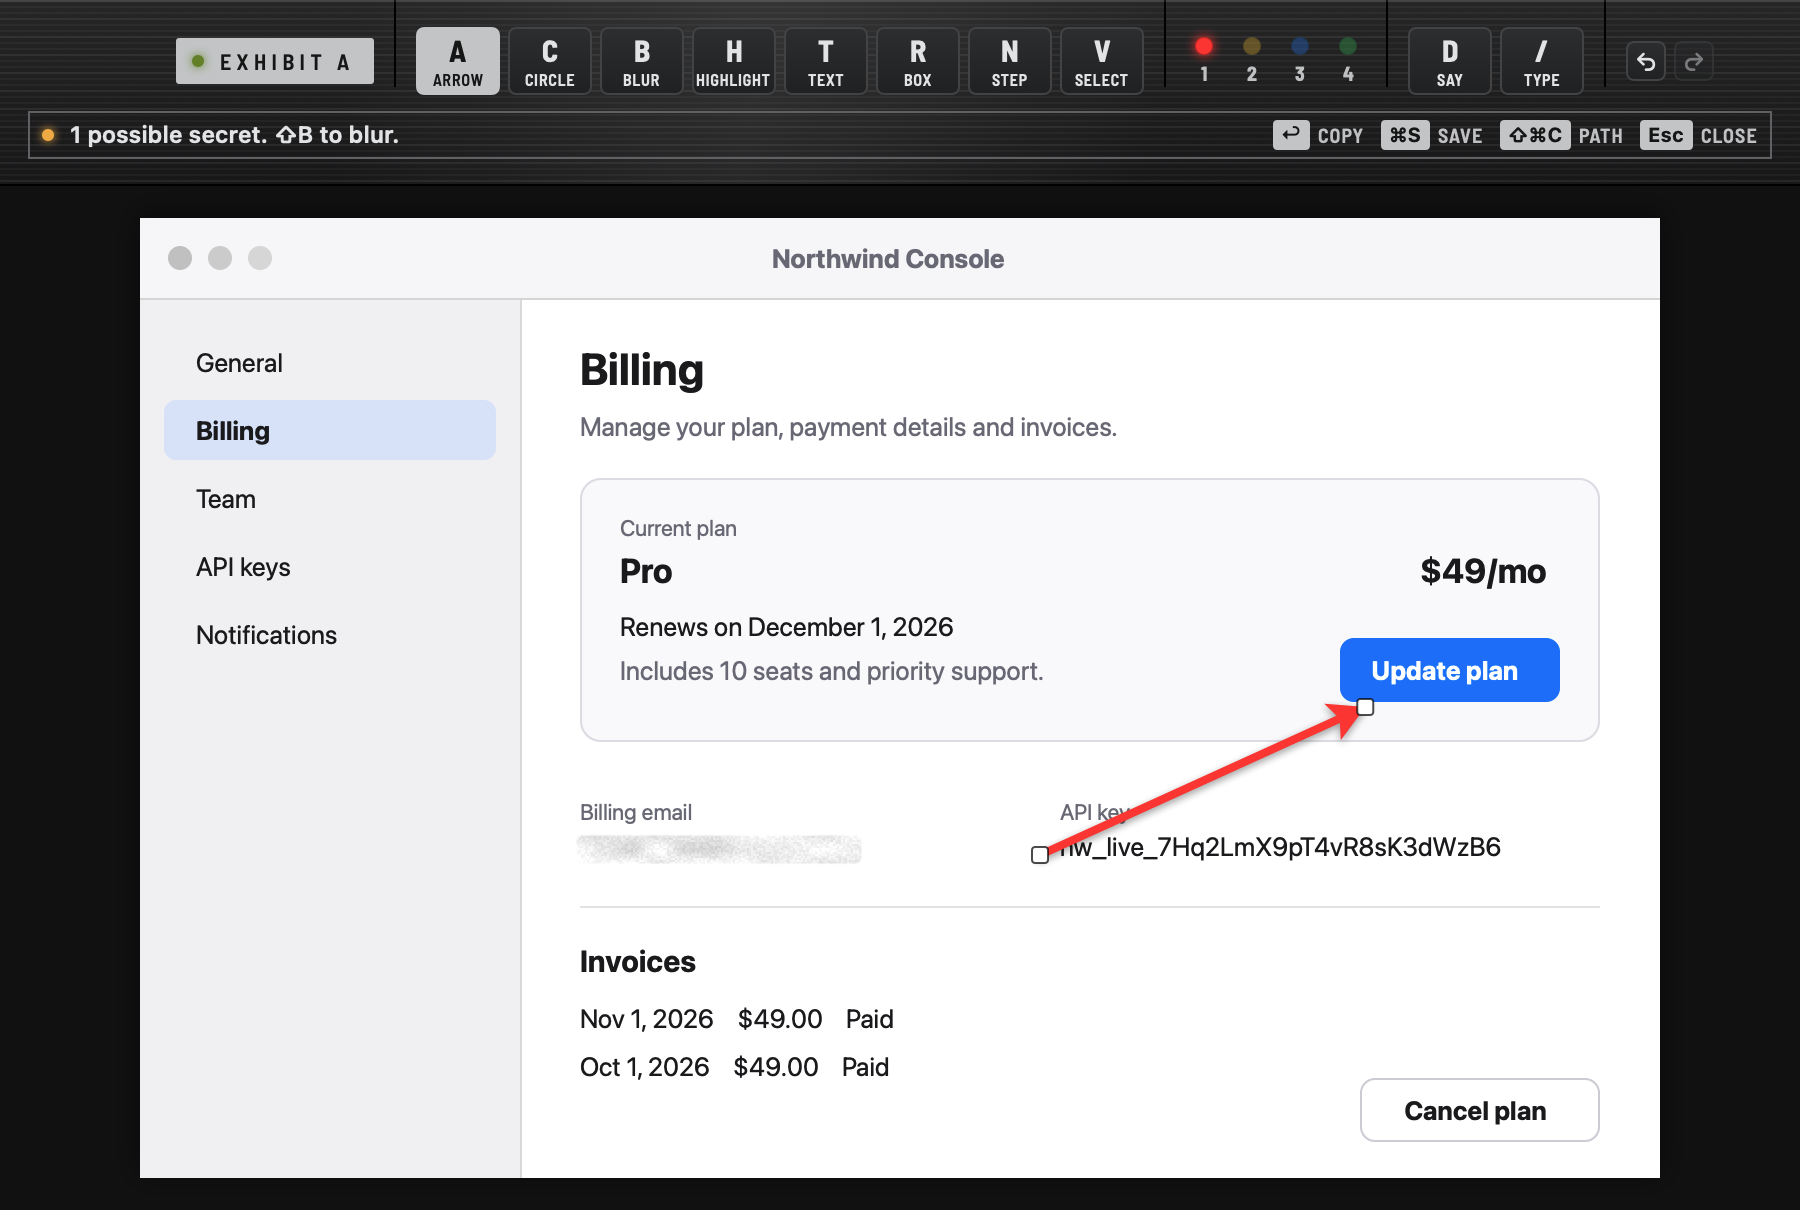 EXHIBIT A
A ARROW
C CIRCLE
B BLUR
H HIGHLIGHT
T TEXT
R BOX
N STEP
V SELECT
1 2 3 4
D SAY
/ TYPE
1 possible secret. ⇧B to blur.
↩ COPY ⌘S SAVE ⇧⌘C PATH Esc CLOSE
Northwind Console
General
Billing
Team
API keys
Notifications
Billing
Manage your plan, payment details and invoices.
Current plan
Pro $49/mo
Renews on December 1, 2026
Includes 10 seats and priority support.
Update plan
Billing email
API key
nw_live_7Hq2LmX9pT4vR8sK3dWzB6
Invoices
Nov 1, 2026 $49.00 Paid
Oct 1, 2026 $49.00 Paid
Cancel plan